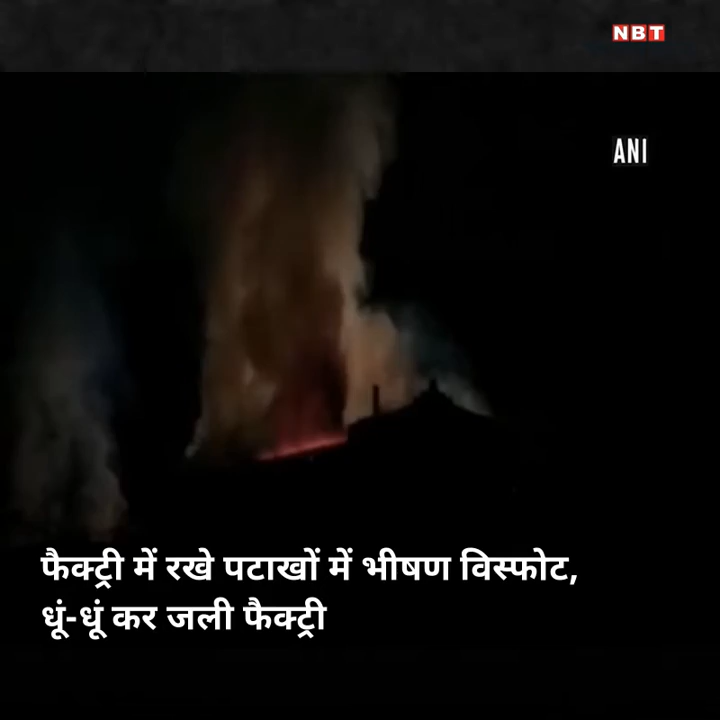 NBT
ANI
फैक्ट्री में रखे पटाखों में भीषण विस्फोट,
धूं-धूं कर जली फैक्ट्री